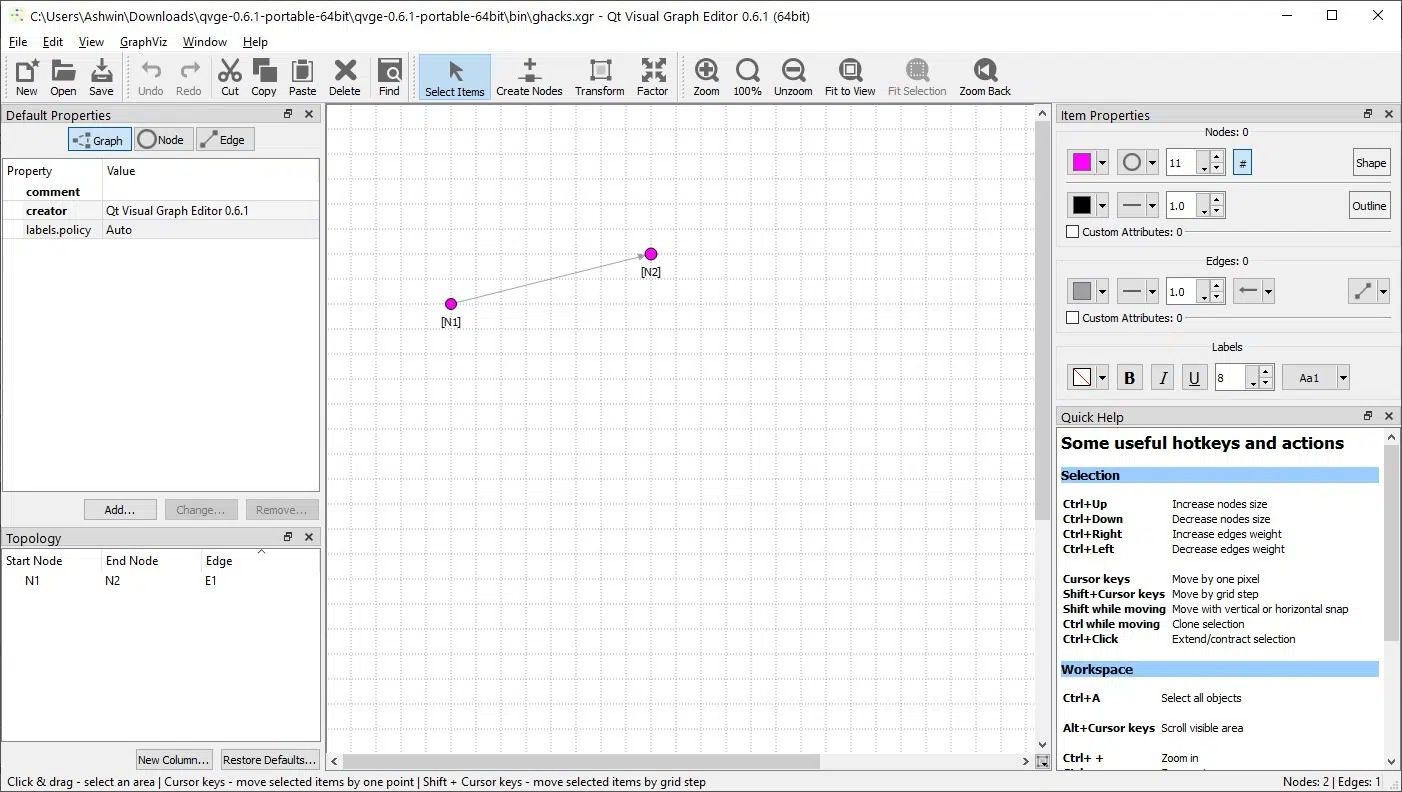 C:\Users\Ashwin\Downloads\qvge-0.6.1-portable-64bit\qvge-0.6.1-portable-64bit\bin\ghacks.xgr - Qt Visual Graph Editor 0.6.1 (64bit)
File Edit View GraphViz Window Help
New Open Save Undo Redo Cut Copy Paste Delete Find Select Items Create Nodes Transform Factor Zoom 100% Unzoom Fit to View Fit Selection Zoom Back
Default Properties
Graph Node Edge
Property Value
comment
creator Qt Visual Graph Editor 0.6.1
labels.policy Auto
Add... Change... Remove...
Topology
Start Node End Node Edge
N1 N2 E1
New Column... Restore Defaults...
[N2]
[N1]
Item Properties
Nodes: 0
11 # Shape
1.0 Outline
Custom Attributes: 0
Edges: 0
1.0
Custom Attributes: 0
Labels
B I U 8 Aa1
Quick Help
Some useful hotkeys and actions
Selection
Ctrl+Up Increase nodes size
Ctrl+Down Decrease nodes size
Ctrl+Right Increase edges weight
Ctrl+Left Decrease edges weight
Cursor keys Move by one pixel
Shift+Cursor keys Move by grid step
Shift while moving Move with vertical or horizontal snap
Ctrl while moving Clone selection
Ctrl+Click Extend/contract selection
Workspace
Ctrl+A Select all objects
Alt+Cursor keys Scroll visible area
Ctrl+ + Zoom in
Click & drag - select an area | Cursor keys - move selected items by one point | Shift + Cursor keys - move selected items by grid step
Nodes: 2 | Edges: 1